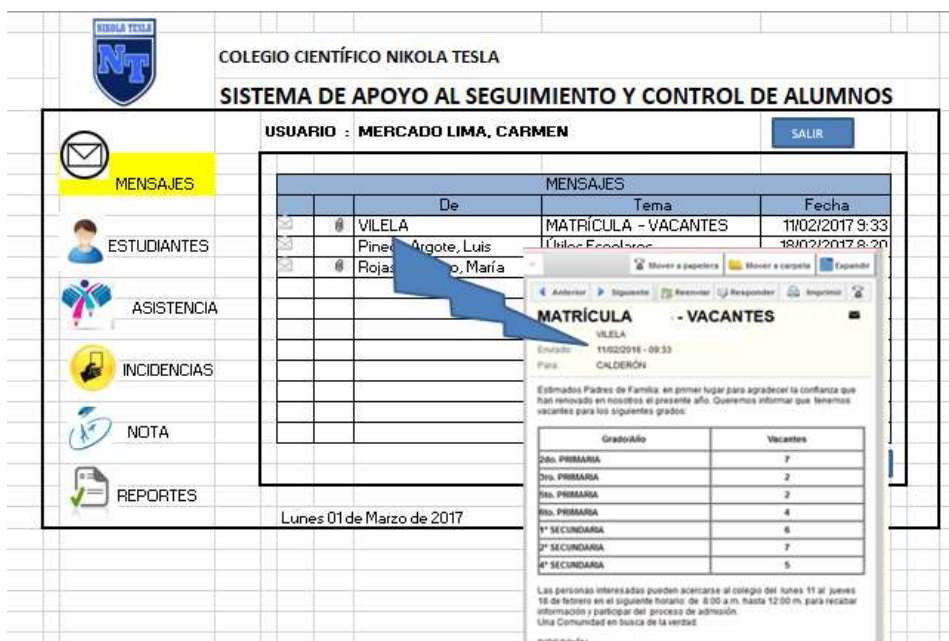 NIKOLA TESLA
NT
COLEGIO CIENTÍFICO NIKOLA TESLA
SISTEMA DE APOYO AL SEGUIMIENTO Y CONTROL DE ALUMNOS
USUARIO : MERCADO LIMA, CARMEN
SALIR
MENSAJES
ESTUDIANTES
ASISTENCIA
INCIDENCIAS
NOTA
REPORTES
MENSAJES
De Tema Fecha
VILELA MATRÍCULA - VACANTES 11/02/2017 9:33
Argote, Luis 18/02/2017 8:20
María
Mover a papelera Mover a carpeta Expandir
Anterior Siguiente Reenviar Responder Imprimir
MATRÍCULA - VACANTES
VILELA
Enviado: 11/02/2016 - 09:33
Para: CALDERÓN
Estimados Padres de Familia: en primer lugar para agradecer la confianza que
han renovado en nosotros el presente año. Queremos informar que tenemos
vacantes para los siguientes grados:
Grado/Año Vacantes
2do. PRIMARIA 7
3ro. PRIMARIA 2
5to. PRIMARIA 2
6to. PRIMARIA 4
1° SECUNDARIA 6
2° SECUNDARIA 7
4° SECUNDARIA 5
Las personas interesadas pueden acercarse al colegio del lunes 11 al jueves
18 de febrero en el siguiente horario: de 8:00 a.m. hasta 12:00 m. para recabar
información y participar del proceso de admisión.
Una Comunidad en busca de la verdad.
Lunes 01 de Marzo de 2017